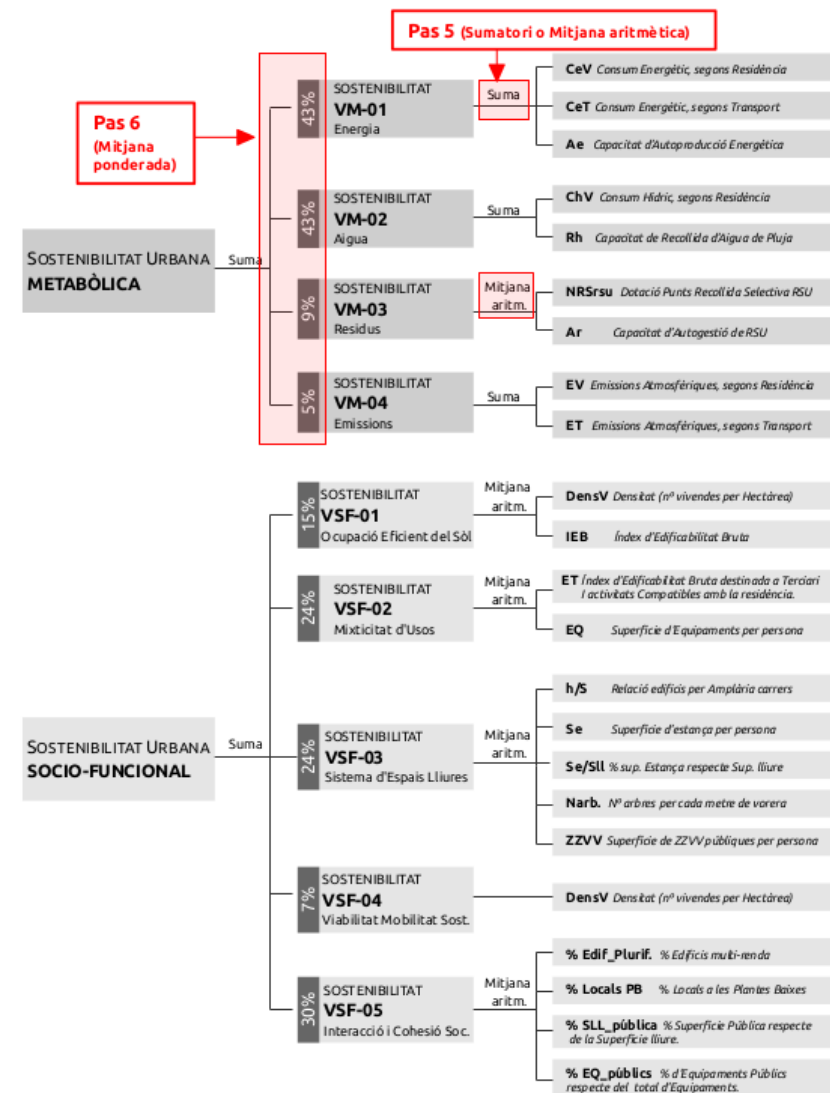 Pas 5 (Sumatori o Mitjana aritmètica)
Pas 6
(Mitjana
ponderada)
SOSTENIBILITAT URBANA
METABÒLICA
Suma
43%
SOSTENIBILITAT
VM-01
Energia
Suma
CeV Consum Energétic, segons Residència
CeT Consum Energétic, segons Transport
Ae Capacitat d'Autoproducció Energètica
43%
SOSTENIBILITAT
VM-02
Aigua
Suma
ChV Consum Hídric, segons Residència
Rh Capacitat de Recollida d'Aigua de Pluja
9%
SOSTENIBILITAT
VM-03
Residus
Mitjana
aritm.
NRSrsu Dotació Punts Recollida Selectiva RSU
Ar Capacitat d'Autogestió de RSU
5%
SOSTENIBILITAT
VM-04
Emissions
Suma
EV Emissions Atmosfériques, segons Residència
ET Emissions Atmosfériques, segons Transport
SOSTENIBILITAT URBANA
SOCIO-FUNCIONAL
Suma
15%
SOSTENIBILITAT
VSF-01
Ocupació Eficient del Sòl
Mitjana
aritm.
DensV Densitat (nº vivendes per Hectárea)
IEB Índex d'Edificabilitat Bruta
24%
SOSTENIBILITAT
VSF-02
Mixticitat d'Usos
Mitjana
aritm.
ET Índex d'Edificabilitat Bruta destinada a Terciari
I activitats Compatibles amb la residència.
EQ Superfície d'Equipaments per persona
24%
SOSTENIBILITAT
VSF-03
Sistema d'Espais Lliures
Mitjana
aritm.
h/S Relació edificis per Amplària carrers
Se Superfície d'estança per persona
Se/Sll % sup. Estança respecte Sup. lliure
Narb. Nº arbres per cada metre de vorera
ZZVV Superfície de ZZVV públiques per persona
7%
SOSTENIBILITAT
VSF-04
Viabilitat Mobilitat Sost.
DensV Densitat (nº vivendes per Hectárea)
30%
SOSTENIBILITAT
VSF-05
Interacció i Cohesió Soc.
Mitjana
aritm.
% Edif_Plurif. % Edificis multi-renda
% Locals PB % Locals a les Plantes Baixes
% SLL_pública % Superfície Pública respecte
de la Superfície lliure.
% EQ_públics % d'Equipaments Públics
respecte del total d'Equipaments.